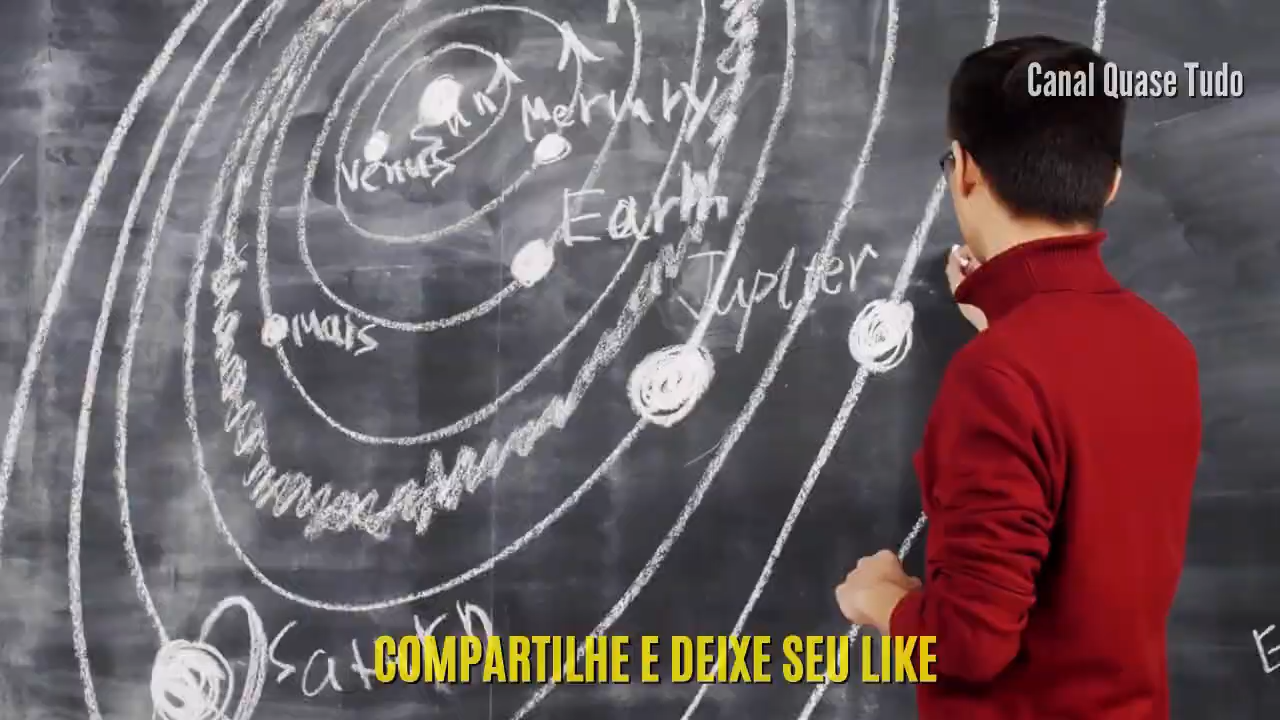 Canal Quase Tudo
Sun
Mercury
Venus
Earth
Jupiter
Mars
Saturn
COMPARTILHE E DEIXE SEU LIKE